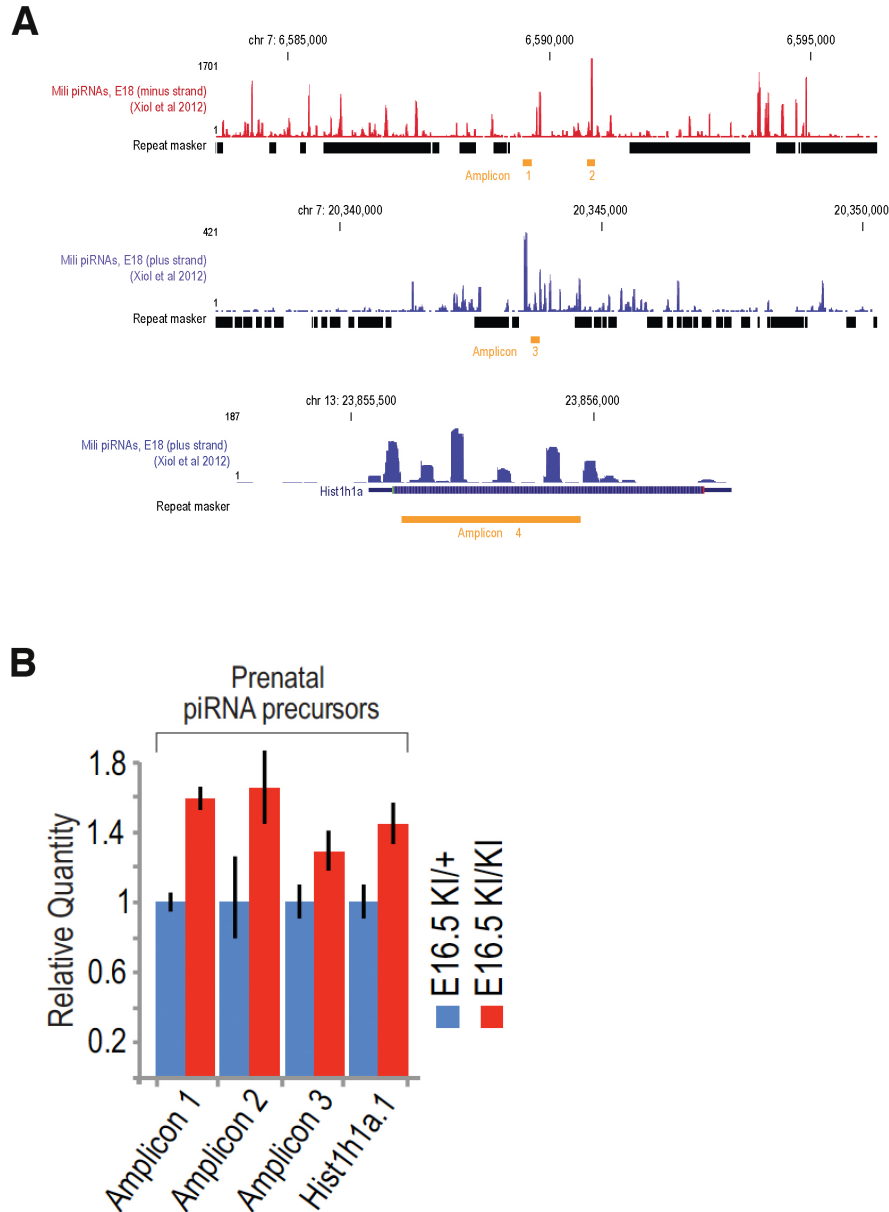 A
chr 7: 6,585,000 6,590,000 6,595,000
1701
Mili piRNAs, E18 (minus strand)
(Xiol et al 2012)
1
Repeat masker
Amplicon 1 2
chr 7: 20,340,000 20,345,000 20,350,000
421
Mili piRNAs, E18 (plus strand)
(Xiol et al 2012)
1
Repeat masker
Amplicon 3
chr 13: 23,855,500 23,856,000
187
Mili piRNAs, E18 (plus strand)
(Xiol et al 2012)
1
Hist1h1a
Repeat masker
Amplicon 4
B
Prenatal
piRNA precursors
Relative Quantity
1.8
1.4
1
0.6
0.2
Amplicon 1
Amplicon 2
Amplicon 3
Hist1h1a.1
E16.5 KI/+
E16.5 KI/KI